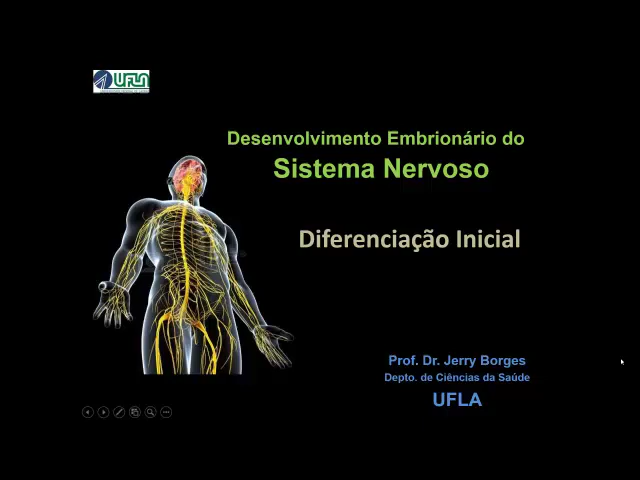 UFLA
Desenvolvimento Embrionário do
Sistema Nervoso
Diferenciação Inicial
Prof. Dr. Jerry Borges
Depto. de Ciências da Saúde
UFLA